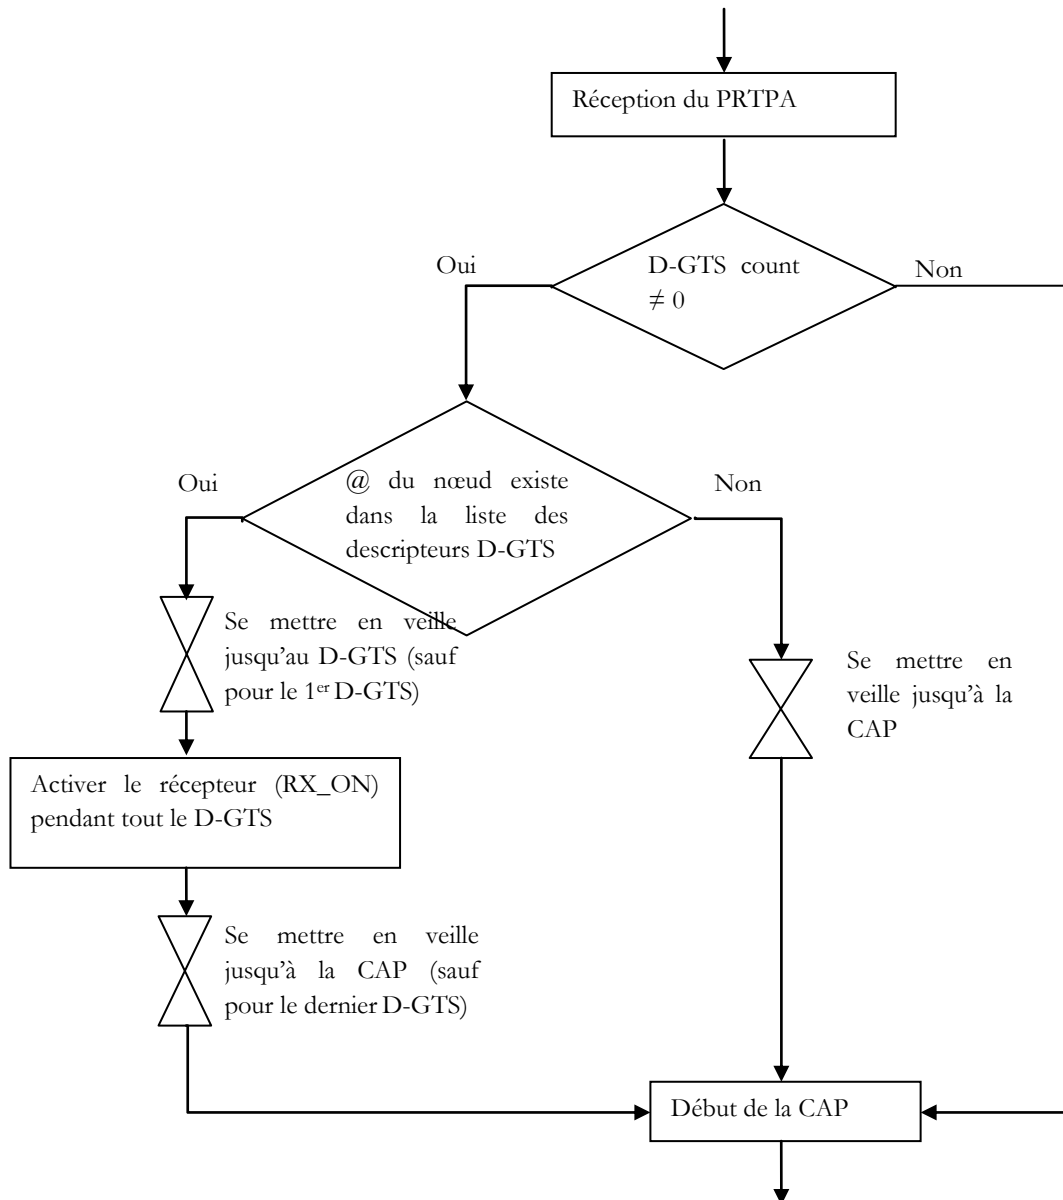 Réception du PRTPA
D-GTS count
≠ 0
Oui
Non
@ du nœud existe
dans la liste des
descripteurs D-GTS
Oui
Non
Se mettre en veille
jusqu'au D-GTS (sauf
pour le 1er D-GTS)
Se mettre en
veille jusqu'à la
CAP
Activer le récepteur (RX_ON)
pendant tout le D-GTS
Se mettre en veille
jusqu'à la CAP (sauf
pour le dernier D-GTS)
Début de la CAP